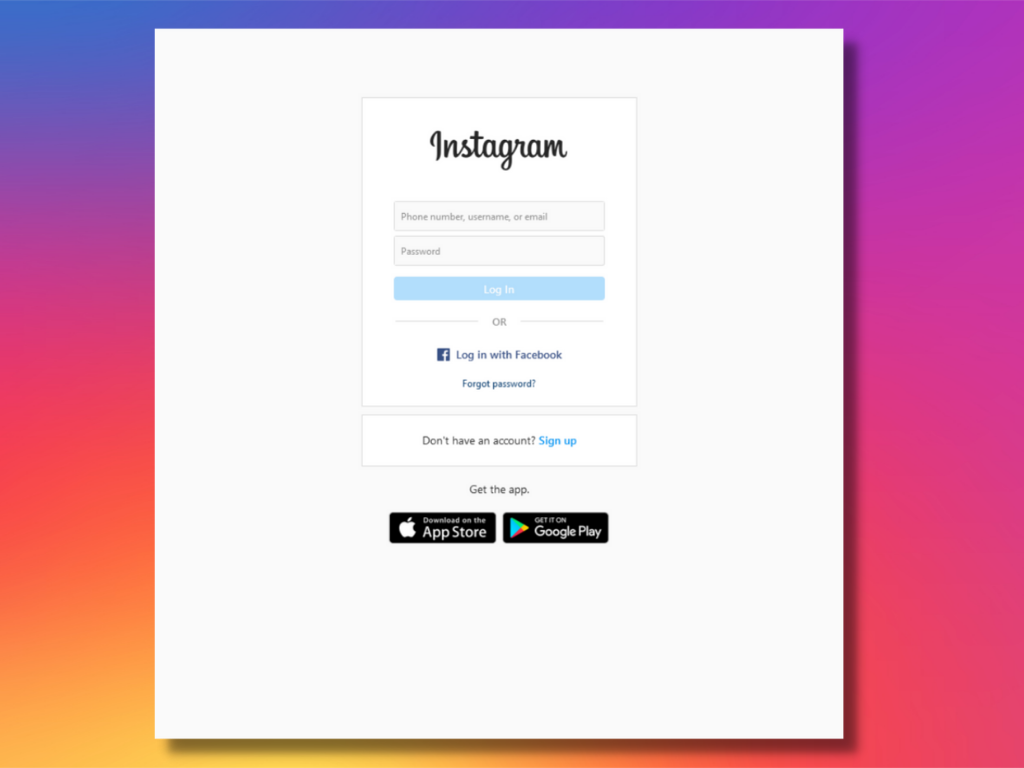 Instagram
Phone number, username, or email
Password
Log In
OR
Log in with Facebook
Forgot password?
Don't have an account? Sign up
Get the app.
Download on the
App Store
GET IT ON
Google Play